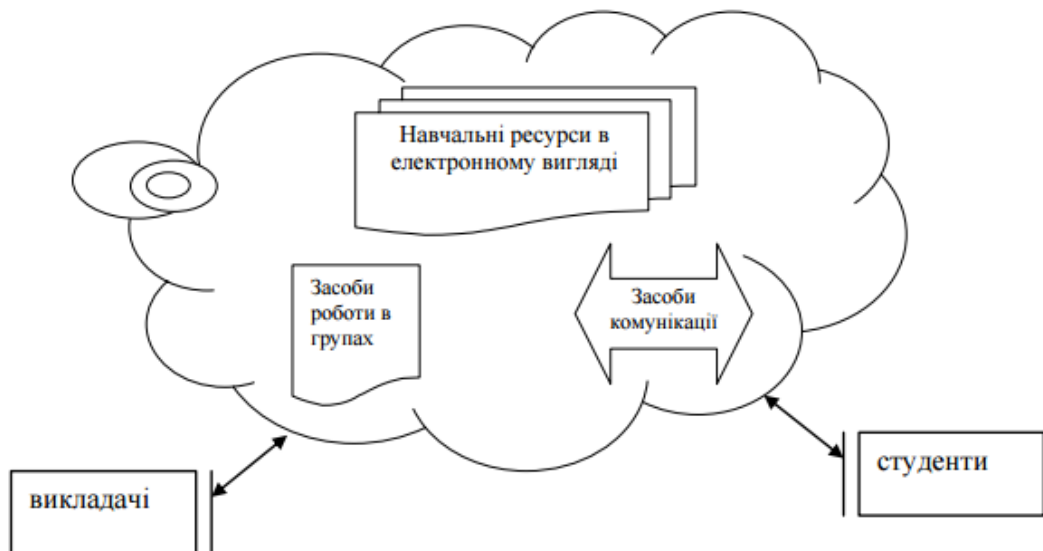 Навчальні ресурси в
електронному вигляді
Засоби
роботи в
групах
Засоби
комунікації
викладачі
студенти